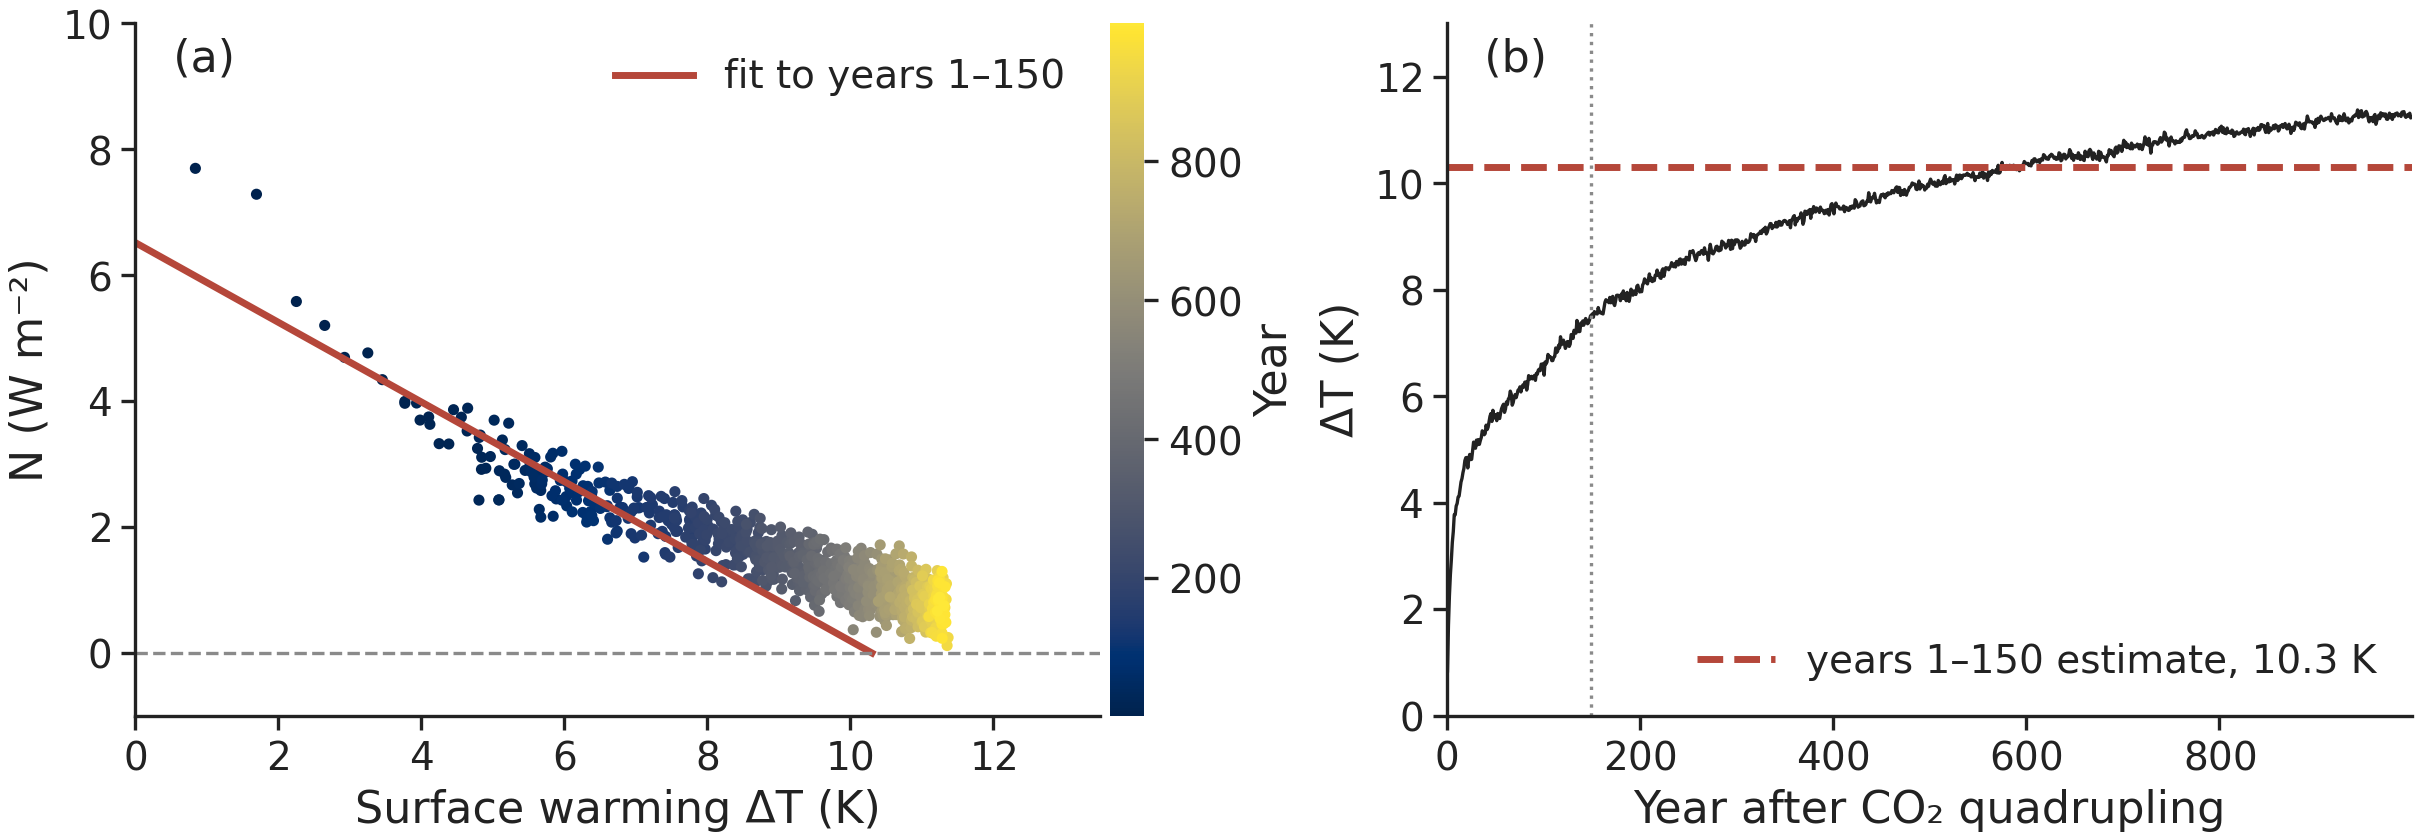 (a)
fit to years 1–150
10
8
6
4
2
0
N (W m⁻²)
0 2 4 6 8 10 12
Surface warming ΔT (K)
800
600
400
200
Year
(b)
12
10
8
6
4
2
0
ΔT (K)
years 1–150 estimate, 10.3 K
0 200 400 600 800
Year after CO₂ quadrupling